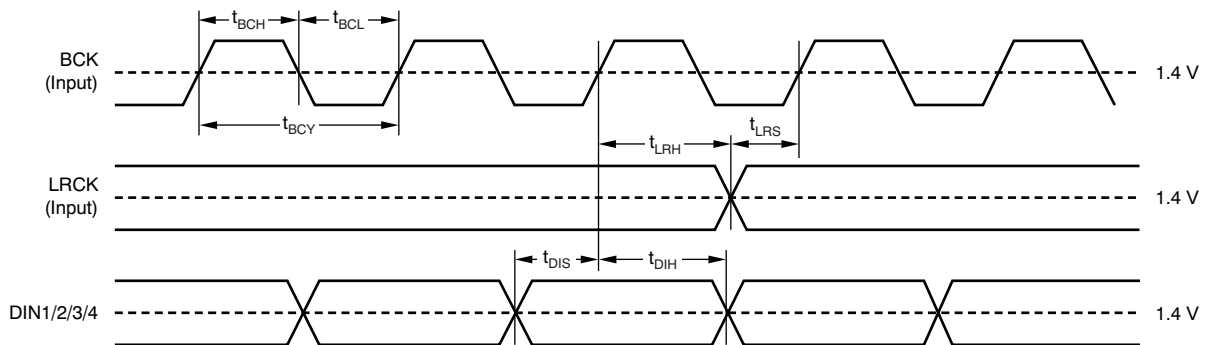 t_BCH t_BCL
BCK
(Input)
1.4 V
t_BCY
t_LRH t_LRS
LRCK
(Input)
1.4 V
t_DIS t_DIH
DIN1/2/3/4
1.4 V